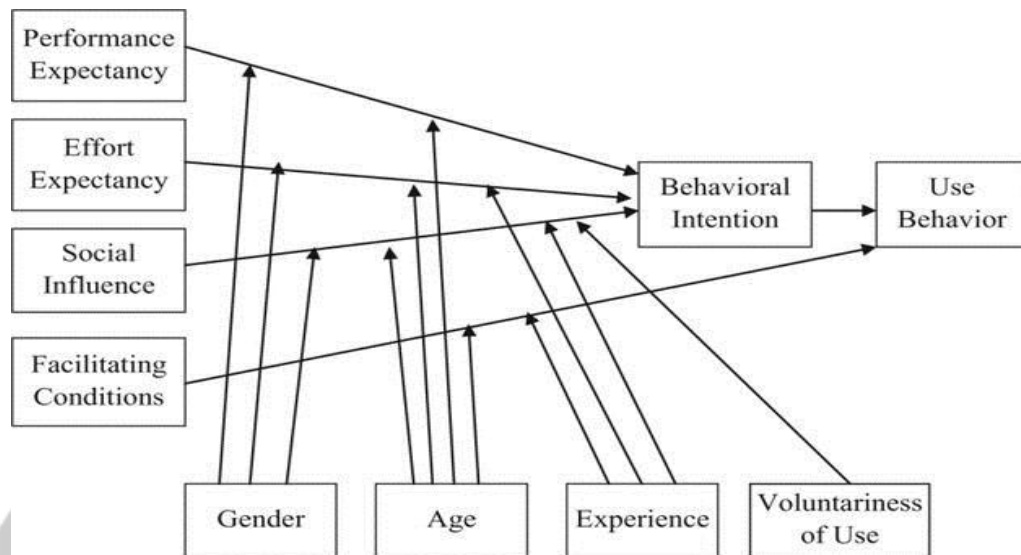 Performance
Expectancy
Effort
Expectancy
Social
Influence
Facilitating
Conditions
Behavioral
Intention
Use
Behavior
Gender
Age
Experience
Voluntariness
of Use